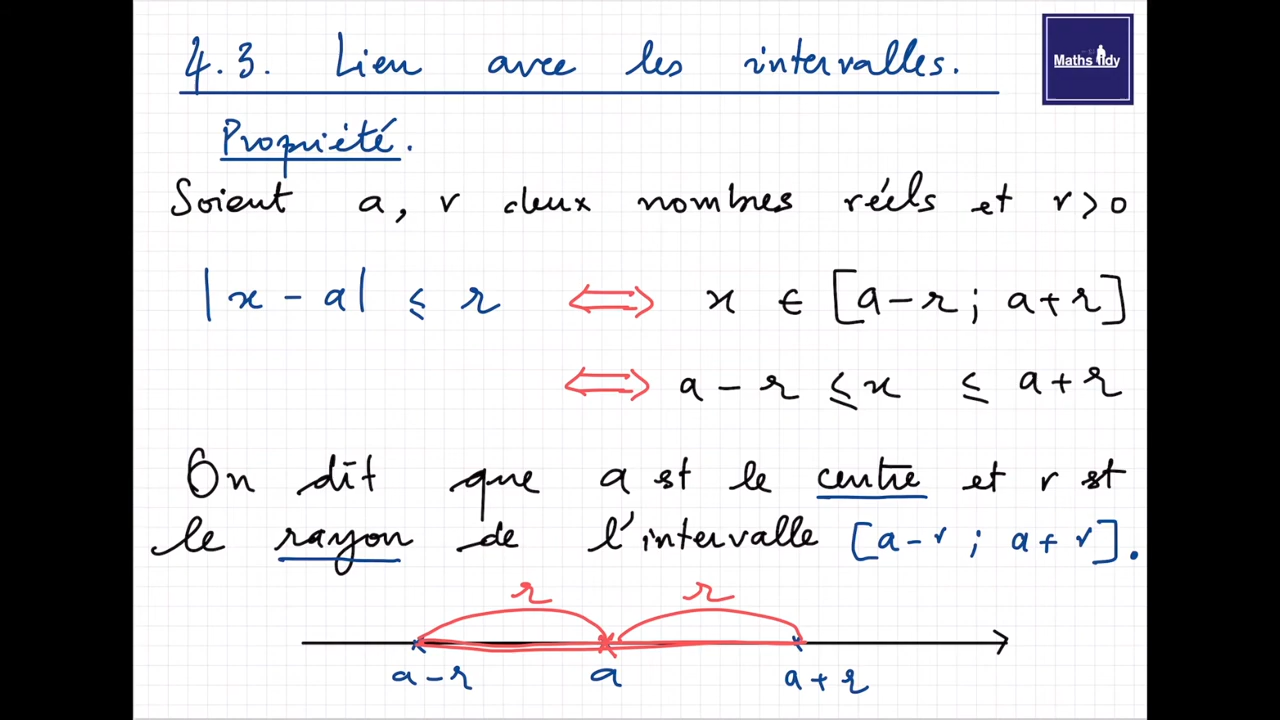 4.3. Lien avec les intervalles.
Maths
Propriété.
Soient a, r deux nombres réels et r>0
|x - a| ≤ r ⟺ x ∈ [a-r ; a+r]
⟺ a - r ≤ x ≤ a+r
On dit que a est le centre et r est
le rayon de l'intervalle [a-r ; a+r].
r r
a-r a a+r